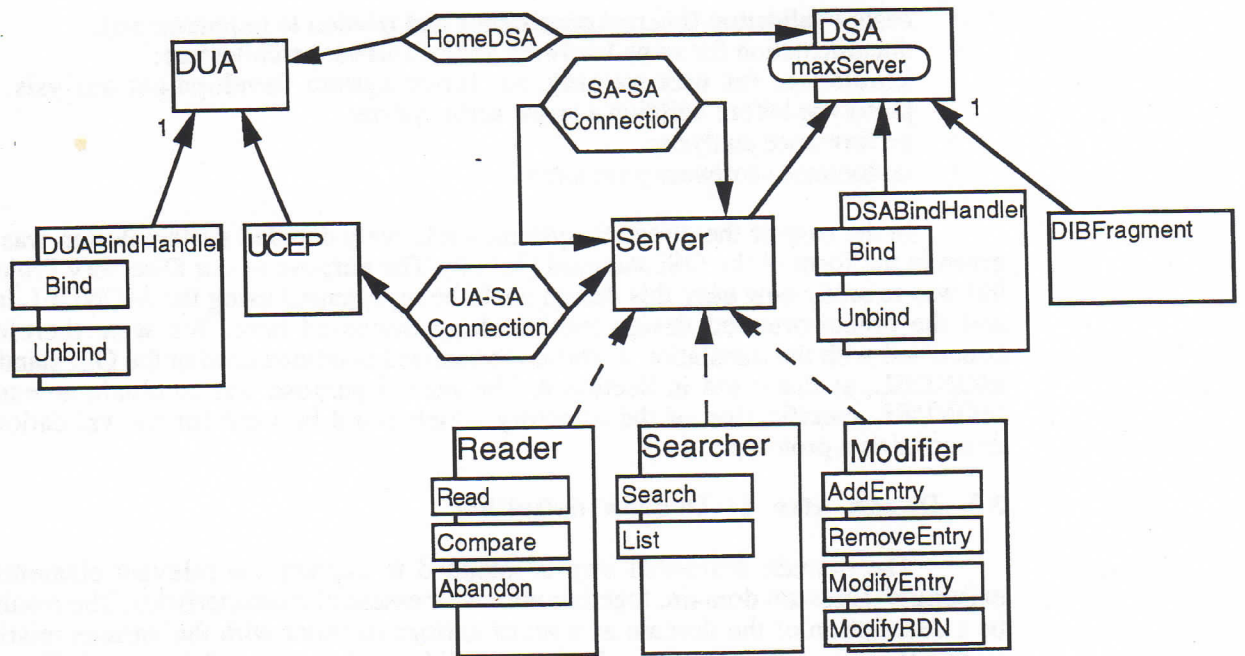 HomeDSA
DUA
DSA
maxServer
SA-SA
Connection
1
1
1
DUABindHandler
Bind
Unbind
UCEP
UA-SA
Connection
Server
DSABindHandler
Bind
Unbind
DIBFragment
Reader
Read
Compare
Abandon
Searcher
Search
List
Modifier
AddEntry
RemoveEntry
ModifyEntry
ModifyRDN